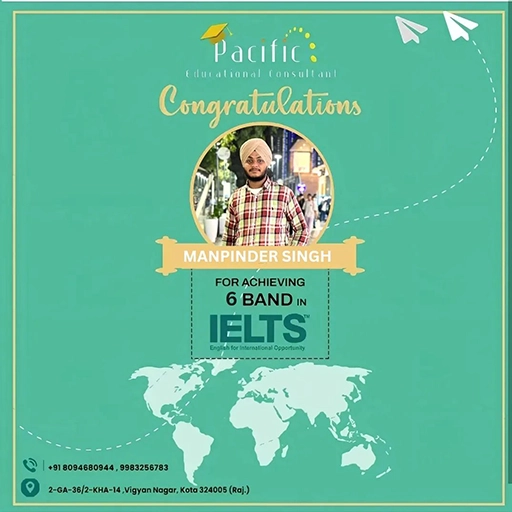 Pacific
Educational Consultant
Congratulations
MANPINDER SINGH
FOR ACHIEVING
6 BAND IN
IELTS™
English for International Opportunity
+91 8094680944 , 9983256783
2-GA-36/2-KHA-14 ,Vigyan Nagar, Kota 324005 (Raj.)